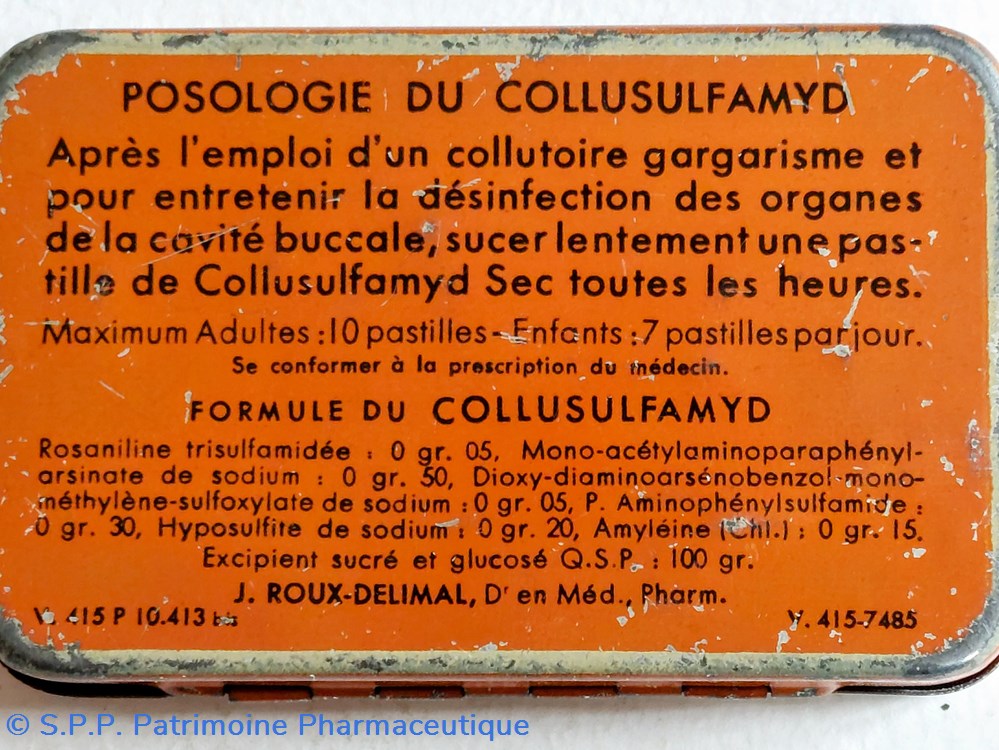 POSOLOGIE DU COLLUSULFAMYD
Après l'emploi d'un collutoire gargarisme et
pour entretenir la désinfection des organes
de la cavité buccale, sucer lentement une pas-
tille de Collusulfamyd Sec toutes les heures.
Maximum Adultes : 10 pastilles - Enfants : 7 pastilles par jour.
Se conformer à la prescription du médecin.
FORMULE DU COLLUSULFAMYD
Rosaniline trisulfamidée : 0 gr. 05, Mono-acétylaminoparaphényl-
arsinate de sodium : 0 gr. 50, Dioxy-diaminoarsénobenzol-mono-
méthylène-sulfoxylate de sodium : 0 gr. 05, P. Aminophénylsulfamide :
0 gr. 30, Hyposulfite de sodium : 0 gr. 20, Amyléine (Chl.) : 0 gr. 15.
Excipient sucré et glucosé Q.S.P. : 100 gr.
J. ROUX-DELIMAL, Dr en Méd., Pharm.
V. 415 P 10.413 bis V. 415-7485
© S.P.P. Patrimoine Pharmaceutique